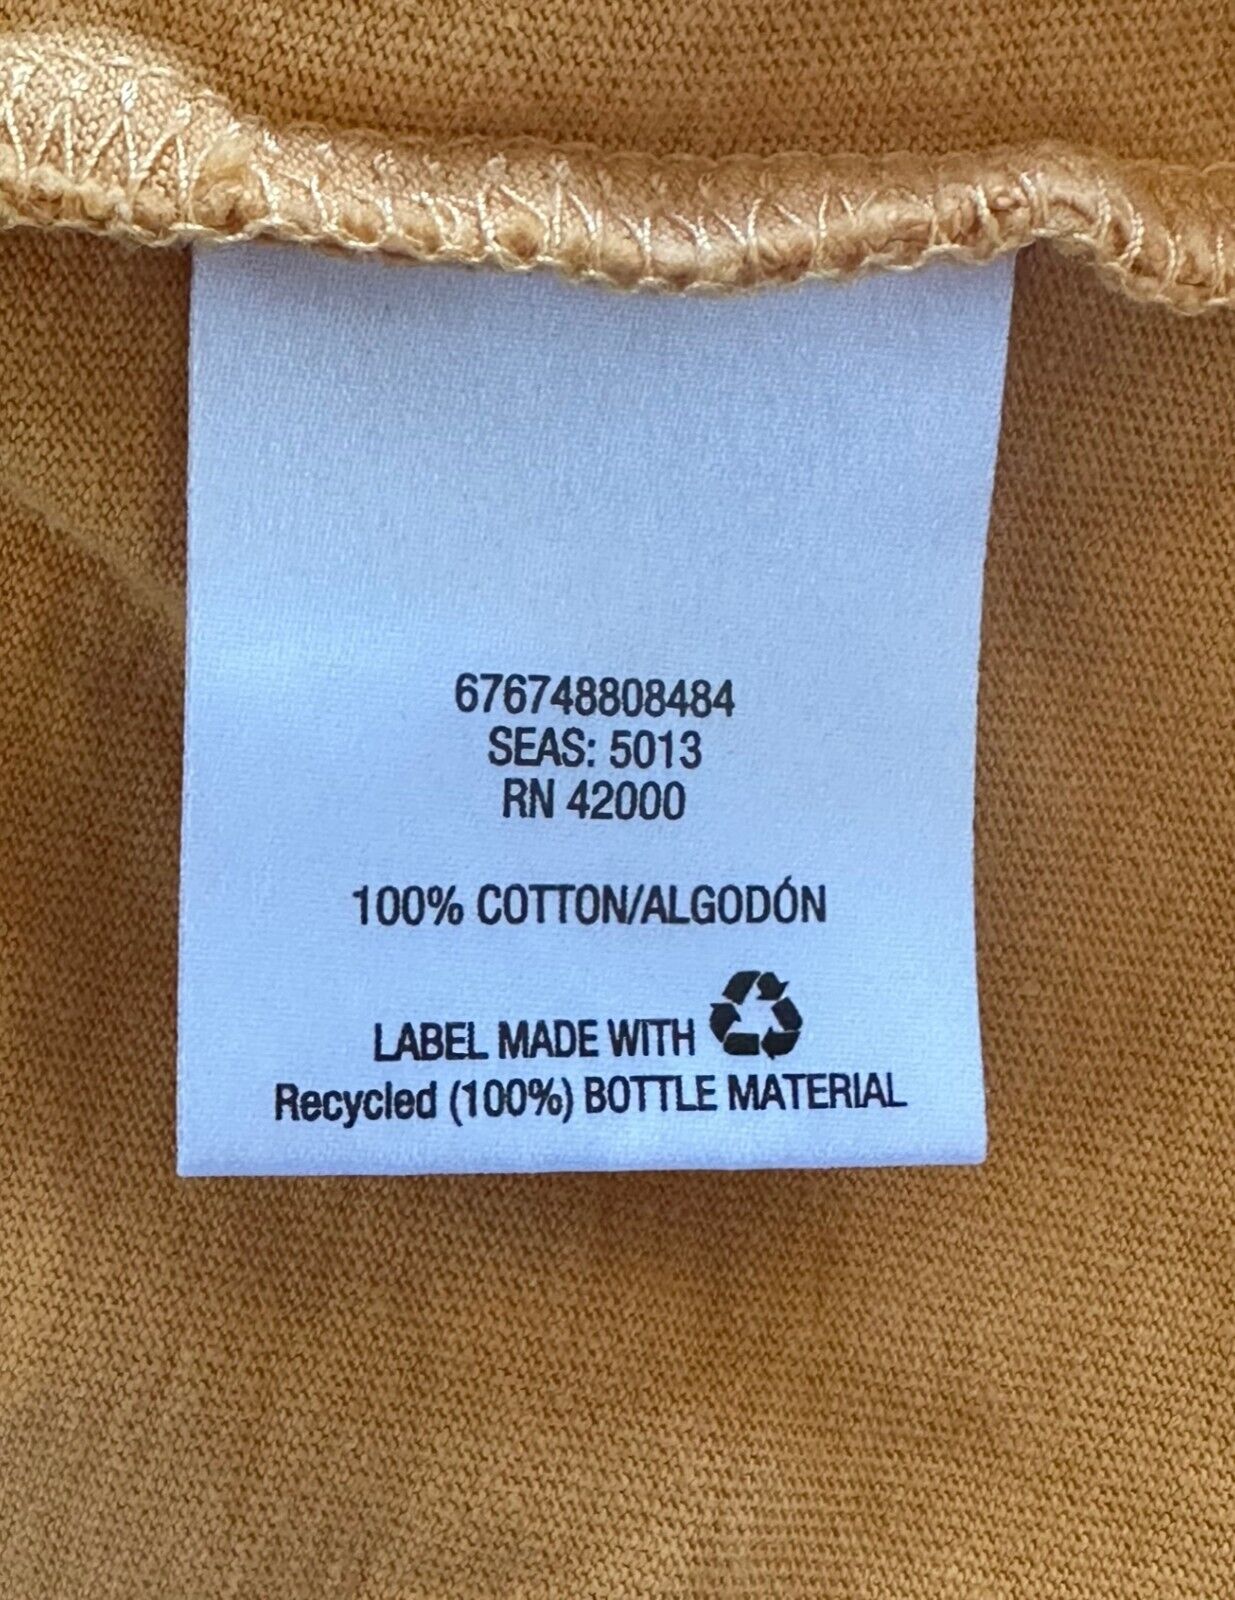 676748808484
SEAS: 5013
RN 42000
100% COTTON/ALGODÓN
LABEL MADE WITH
Recycled (100%) BOTTLE MATERIAL